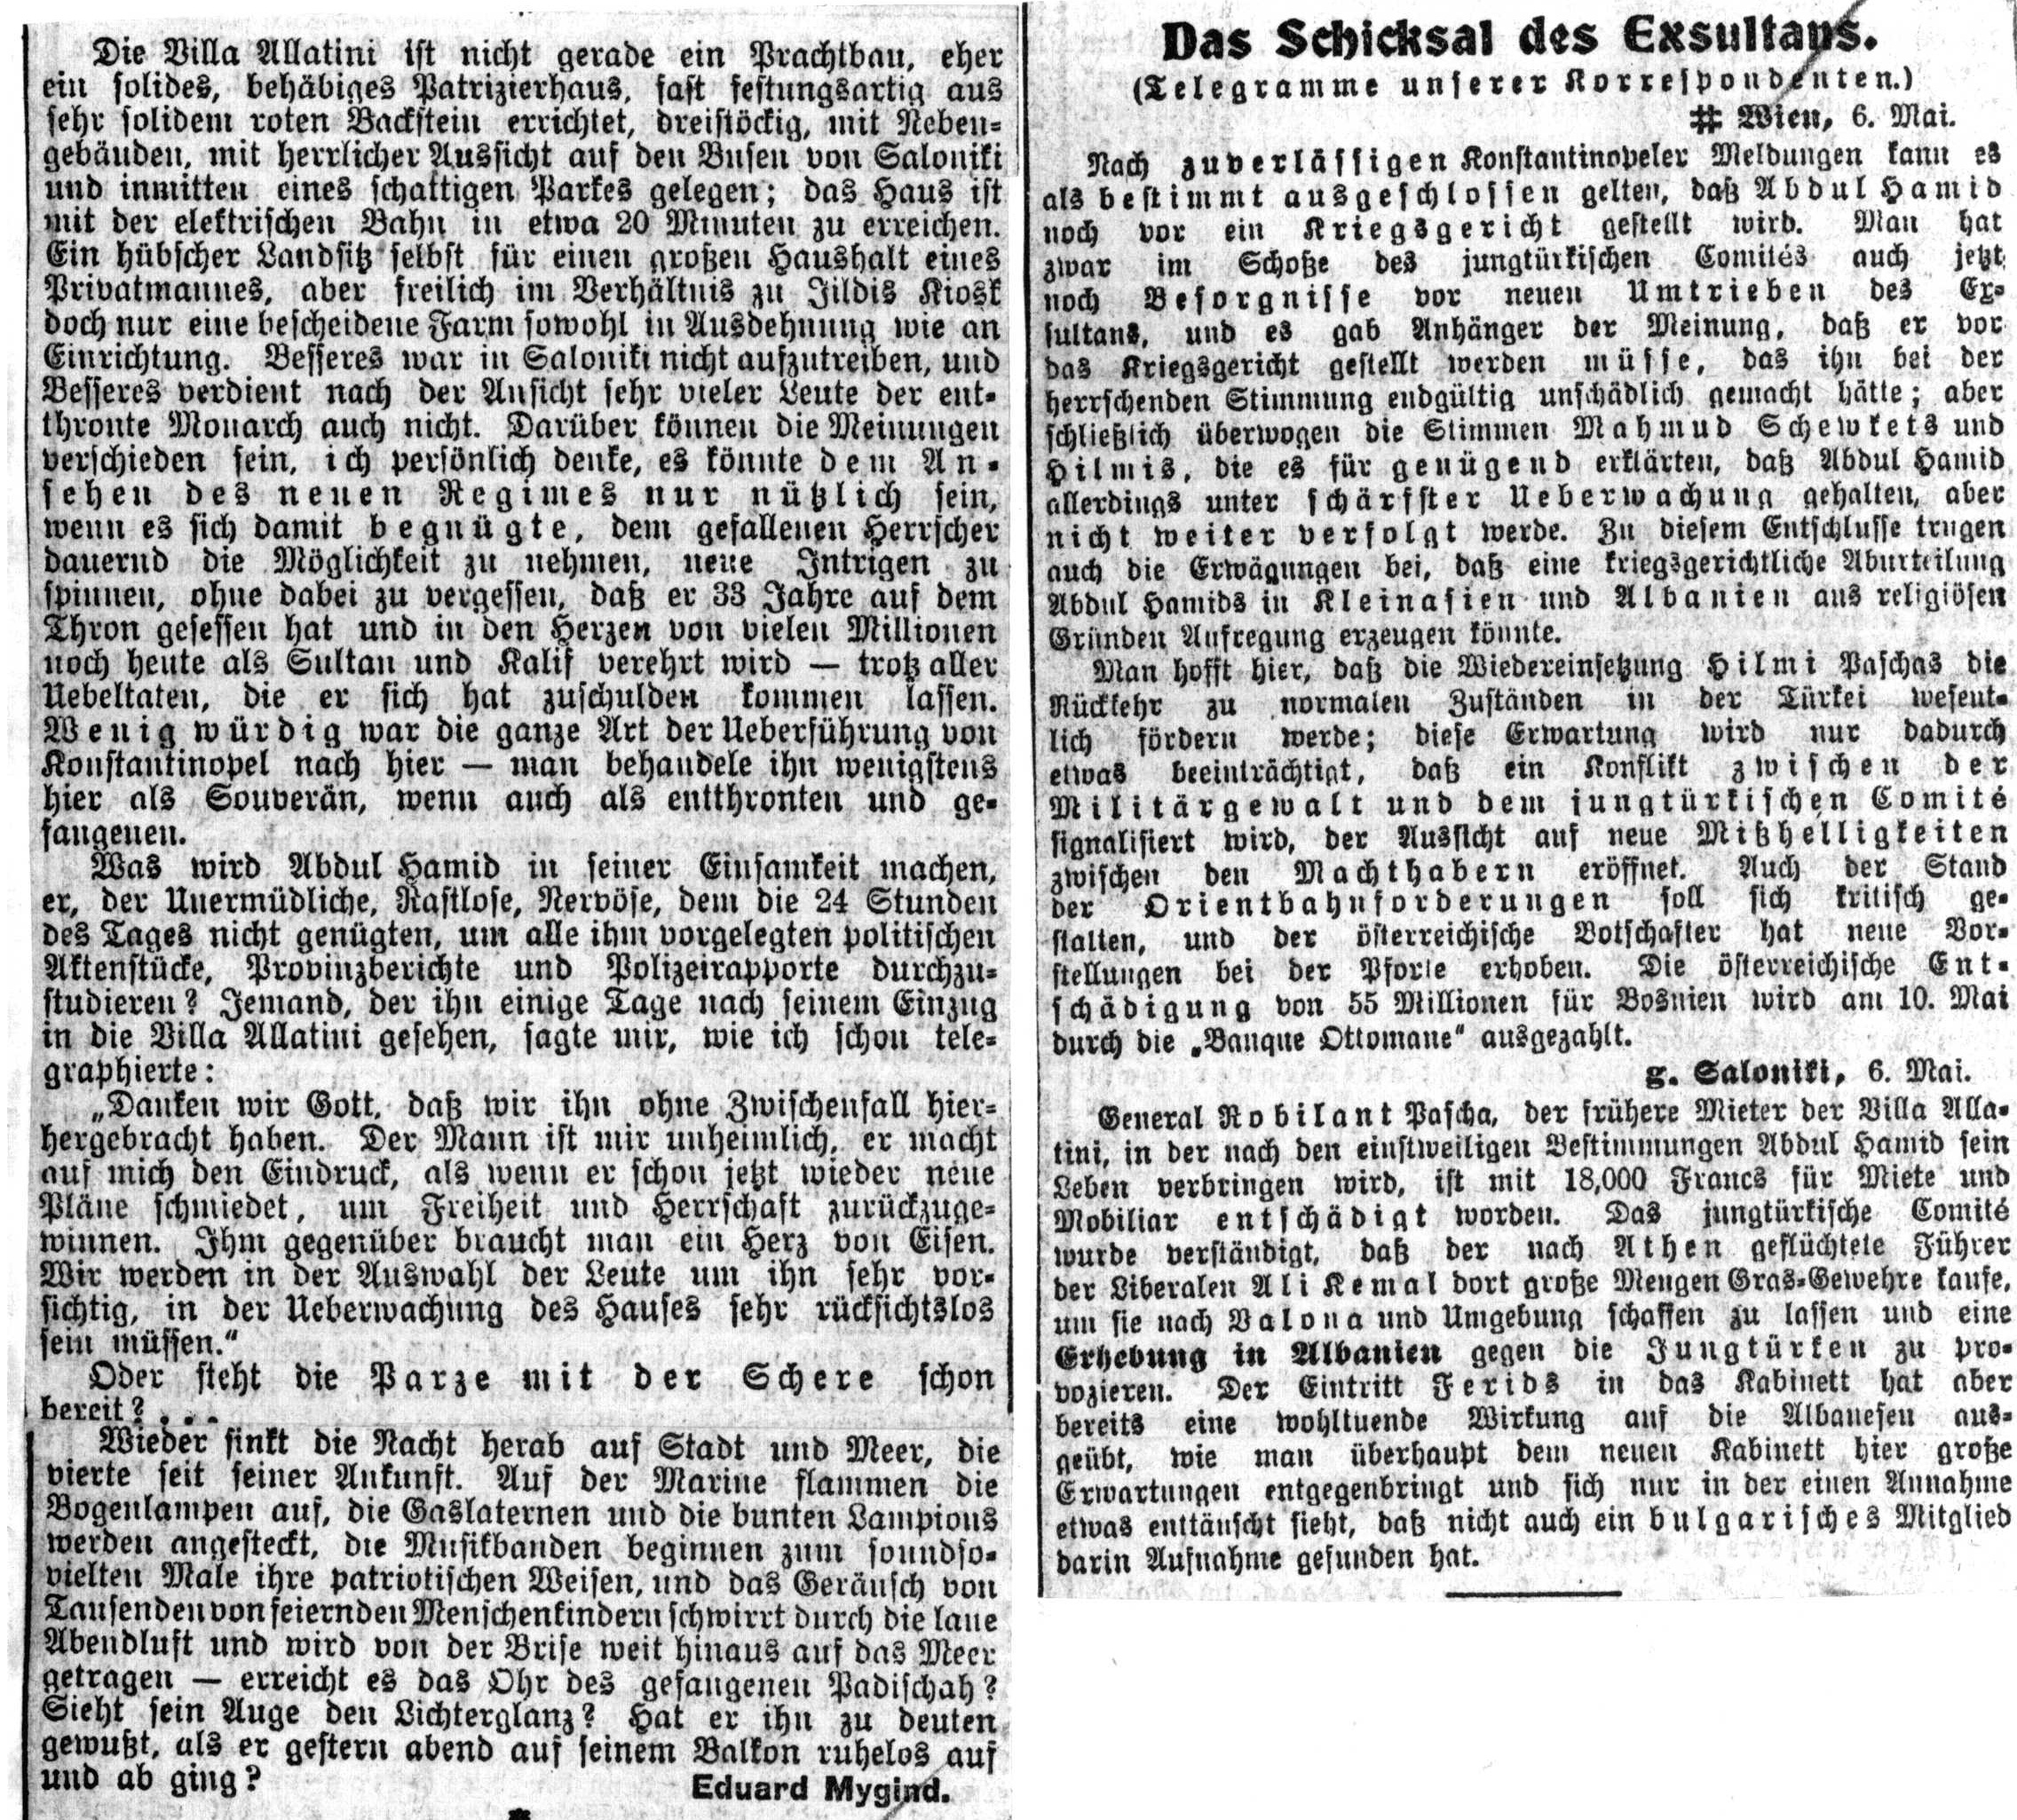 Die Villa Allatini ist nicht gerade ein Prachtbau, eher
ein solides, behäbiges Patrizierhaus, fast festungsartig aus
sehr solidem roten Backstein errichtet, dreistöckig, mit Neben-
gebäuden, mit herrlicher Aussicht auf den Busen von Saloniki
und inmitten eines schattigen Parkes gelegen; das Haus ist
mit der elektrischen Bahn in etwa 20 Minuten zu erreichen.
Ein hübscher Landsitz selbst für einen großen Haushalt eines
Privatmannes, aber freilich im Verhältnis zu Jildis Kiosk
doch nur eine bescheidene Farm sowohl in Ausdehnung wie an
Einrichtung. Besseres war in Saloniki nicht aufzutreiben, und
Besseres verdient nach der Ansicht sehr vieler Leute der ent-
thronte Monarch auch nicht. Darüber können die Meinungen
verschieden sein, ich persönlich denke, es könnte dem An-
sehen des neuen Regimes nur nützlich sein,
wenn es sich damit begnügte, dem gefallenen Herrscher
dauernd die Möglichkeit zu nehmen, neue Intrigen zu
spinnen, ohne dabei zu vergessen, daß er 33 Jahre auf dem
Thron gesessen hat und in den Herzen von vielen Millionen
noch heute als Sultan und Kalif verehrt wird — trotz aller
Uebeltaten, die er sich hat zuschulden kommen lassen.
Wenig würdig war die ganze Art der Ueberführung von
Konstantinopel nach hier — man behandele ihn wenigstens
hier als Souverän, wenn auch als entthronten und ge-
fangenen.
Was wird Abdul Hamid in seiner Einsamkeit machen,
er, der Unermüdliche, Rastlose, Nervöse, dem die 24 Stunden
des Tages nicht genügten, um alle ihm vorgelegten politischen
Aktenstücke, Provinzberichte und Polizeirapporte durchzu-
studieren? Jemand, der ihn einige Tage nach seinem Einzug
in die Villa Allatini gesehen, sagte mir, wie ich schon tele-
graphierte:
„Danken wir Gott, daß wir ihn ohne Zwischenfall hier-
hergebracht haben. Der Mann ist mir unheimlich, er macht
auf mich den Eindruck, als wenn er schon jetzt wieder neue
Pläne schmiedet, um Freiheit und Herrschaft zurückzuge-
winnen. Ihm gegenüber braucht man ein Herz von Eisen.
Wir werden in der Auswahl der Leute um ihn sehr vor-
sichtig, in der Ueberwachung des Hauses sehr rücksichtslos
sein müssen.“
Oder steht die Parze mit der Schere schon
bereit? . . .
Wieder sinkt die Nacht herab auf Stadt und Meer, die
vierte seit seiner Ankunft. Auf der Marine flammen die
Bogenlampen auf, die Gaslaternen und die bunten Lampions
werden angesteckt, die Musikbanden beginnen zum soundso-
vielten Male ihre patriotischen Weisen, und das Geräusch von
Tausenden von feiernden Menschenkindern schwirrt durch die laue
Abendluft und wird von der Brise weit hinaus auf das Meer
getragen — erreicht es das Ohr des gefangenen Padischah?
Sieht sein Auge den Lichterglanz? Hat er ihn zu deuten
gewußt, als er gestern abend auf seinem Balkon ruhelos auf
und ab ging?
Eduard Mygind.
*
Das Schicksal des Exsultans.
(Telegramme unserer Korrespondenten.)
# Wien, 6. Mai.
Nach zuverlässigen Konstantinopeler Meldungen kann es
als bestimmt ausgeschlossen gelten, daß Abdul Hamid
noch vor ein Kriegsgericht gestellt wird. Man hat
zwar im Schoße des jungtürkischen Comités auch jetzt
noch Besorgnisse vor neuen Umtrieben des Ex-
sultans, und es gab Anhänger der Meinung, daß er vor
das Kriegsgericht gestellt werden müsse, das ihn bei der
herrschenden Stimmung endgültig unschädlich gemacht hätte; aber
schließlich überwogen die Stimmen Mahmud Schewkets und
Hilmis, die es für genügend erklärten, daß Abdul Hamid
allerdings unter schärfster Ueberwachung gehalten, aber
nicht weiter verfolgt werde. Zu diesem Entschlusse trugen
auch die Erwägungen bei, daß eine kriegsgerichtliche Aburteilung
Abdul Hamids in Kleinasien und Albanien aus religiösen
Gründen Aufregung erzeugen könnte.
Man hofft hier, daß die Wiedereinsetzung Hilmi Paschas die
Rückkehr zu normalen Zuständen in der Türkei wesent-
lich fördern werde; diese Erwartung wird nur dadurch
etwas beeinträchtigt, daß ein Konflikt zwischen der
Militärgewalt und dem jungtürkischen Comité
signalisiert wird, der Aussicht auf neue Mißhelligkeiten
zwischen den Machthabern eröffnet. Auch der Stand
der Orientbahnforderungen soll sich kritisch ge-
stalten, und der österreichische Botschafter hat neue Vor-
stellungen bei der Pforte erhoben. Die österreichische Ent-
schädigung von 55 Millionen für Bosnien wird am 10. Mai
durch die „Banque Ottomane“ ausgezahlt.
g. Saloniki, 6. Mai.
General Robilant Pascha, der frühere Mieter der Villa Alla-
tini, in der nach den einstweiligen Bestimmungen Abdul Hamid sein
Leben verbringen wird, ist mit 18,000 Francs für Miete und
Mobiliar entschädigt worden. Das jungtürkische Comité
wurde verständigt, daß der nach Athen geflüchtete Führer
der Liberalen Ali Kemal dort große Mengen Gras-Gewehre kaufe,
um sie nach Valona und Umgebung schaffen zu lassen und eine
Erhebung in Albanien gegen die Jungtürken zu pro-
vozieren. Der Eintritt Ferids in das Kabinett hat aber
bereits eine wohltuende Wirkung auf die Albanesen aus-
geübt, wie man überhaupt dem neuen Kabinett hier große
Erwartungen entgegenbringt und sich nur in der einen Annahme
etwas enttäuscht sieht, daß nicht auch ein bulgarisches Mitglied
darin Aufnahme gefunden hat.